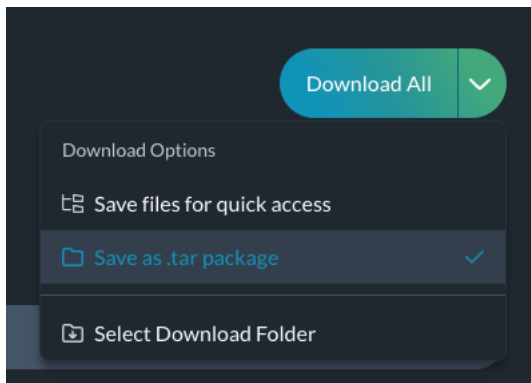 Download All
Download Options
Save files for quick access
Save as .tar package
Select Download Folder